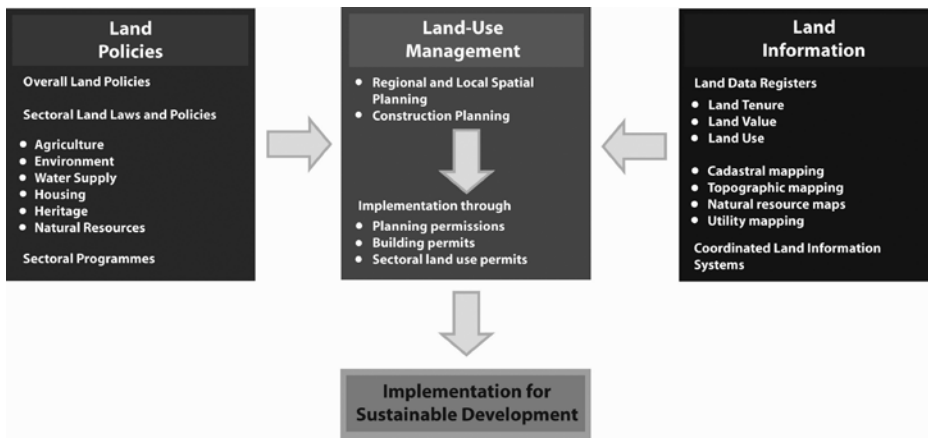 Land
Policies
Overall Land Policies
Sectoral Land Laws and Policies
● Agriculture
● Environment
● Water Supply
● Housing
● Heritage
● Natural Resources
Sectoral Programmes
Land-Use
Management
● Regional and Local Spatial
Planning
● Construction Planning
Implementation through
● Planning permissions
● Building permits
● Sectoral land use permits
Land
Information
Land Data Registers
● Land Tenure
● Land Value
● Land Use
● Cadastral mapping
● Topographic mapping
● Natural resource maps
● Utility mapping
Coordinated Land Information
Systems
Implementation for
Sustainable Development